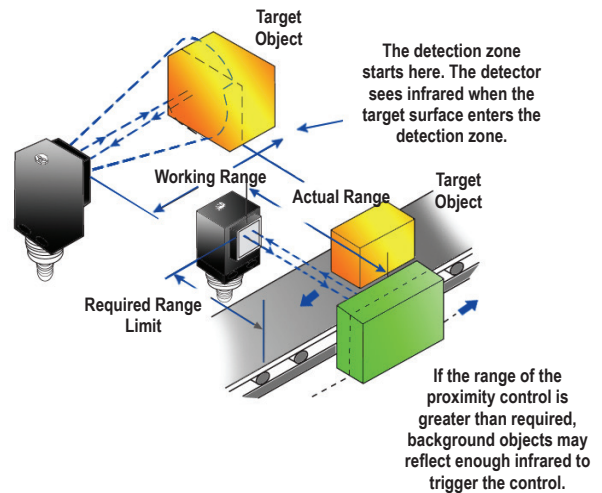 Target
Object
The detection zone
starts here. The detector
sees infrared when the
target surface enters the
detection zone.
Working Range
Actual Range
Target
Object
Required Range
Limit
If the range of the
proximity control is
greater than required,
background objects may
reflect enough infrared to
trigger the control.